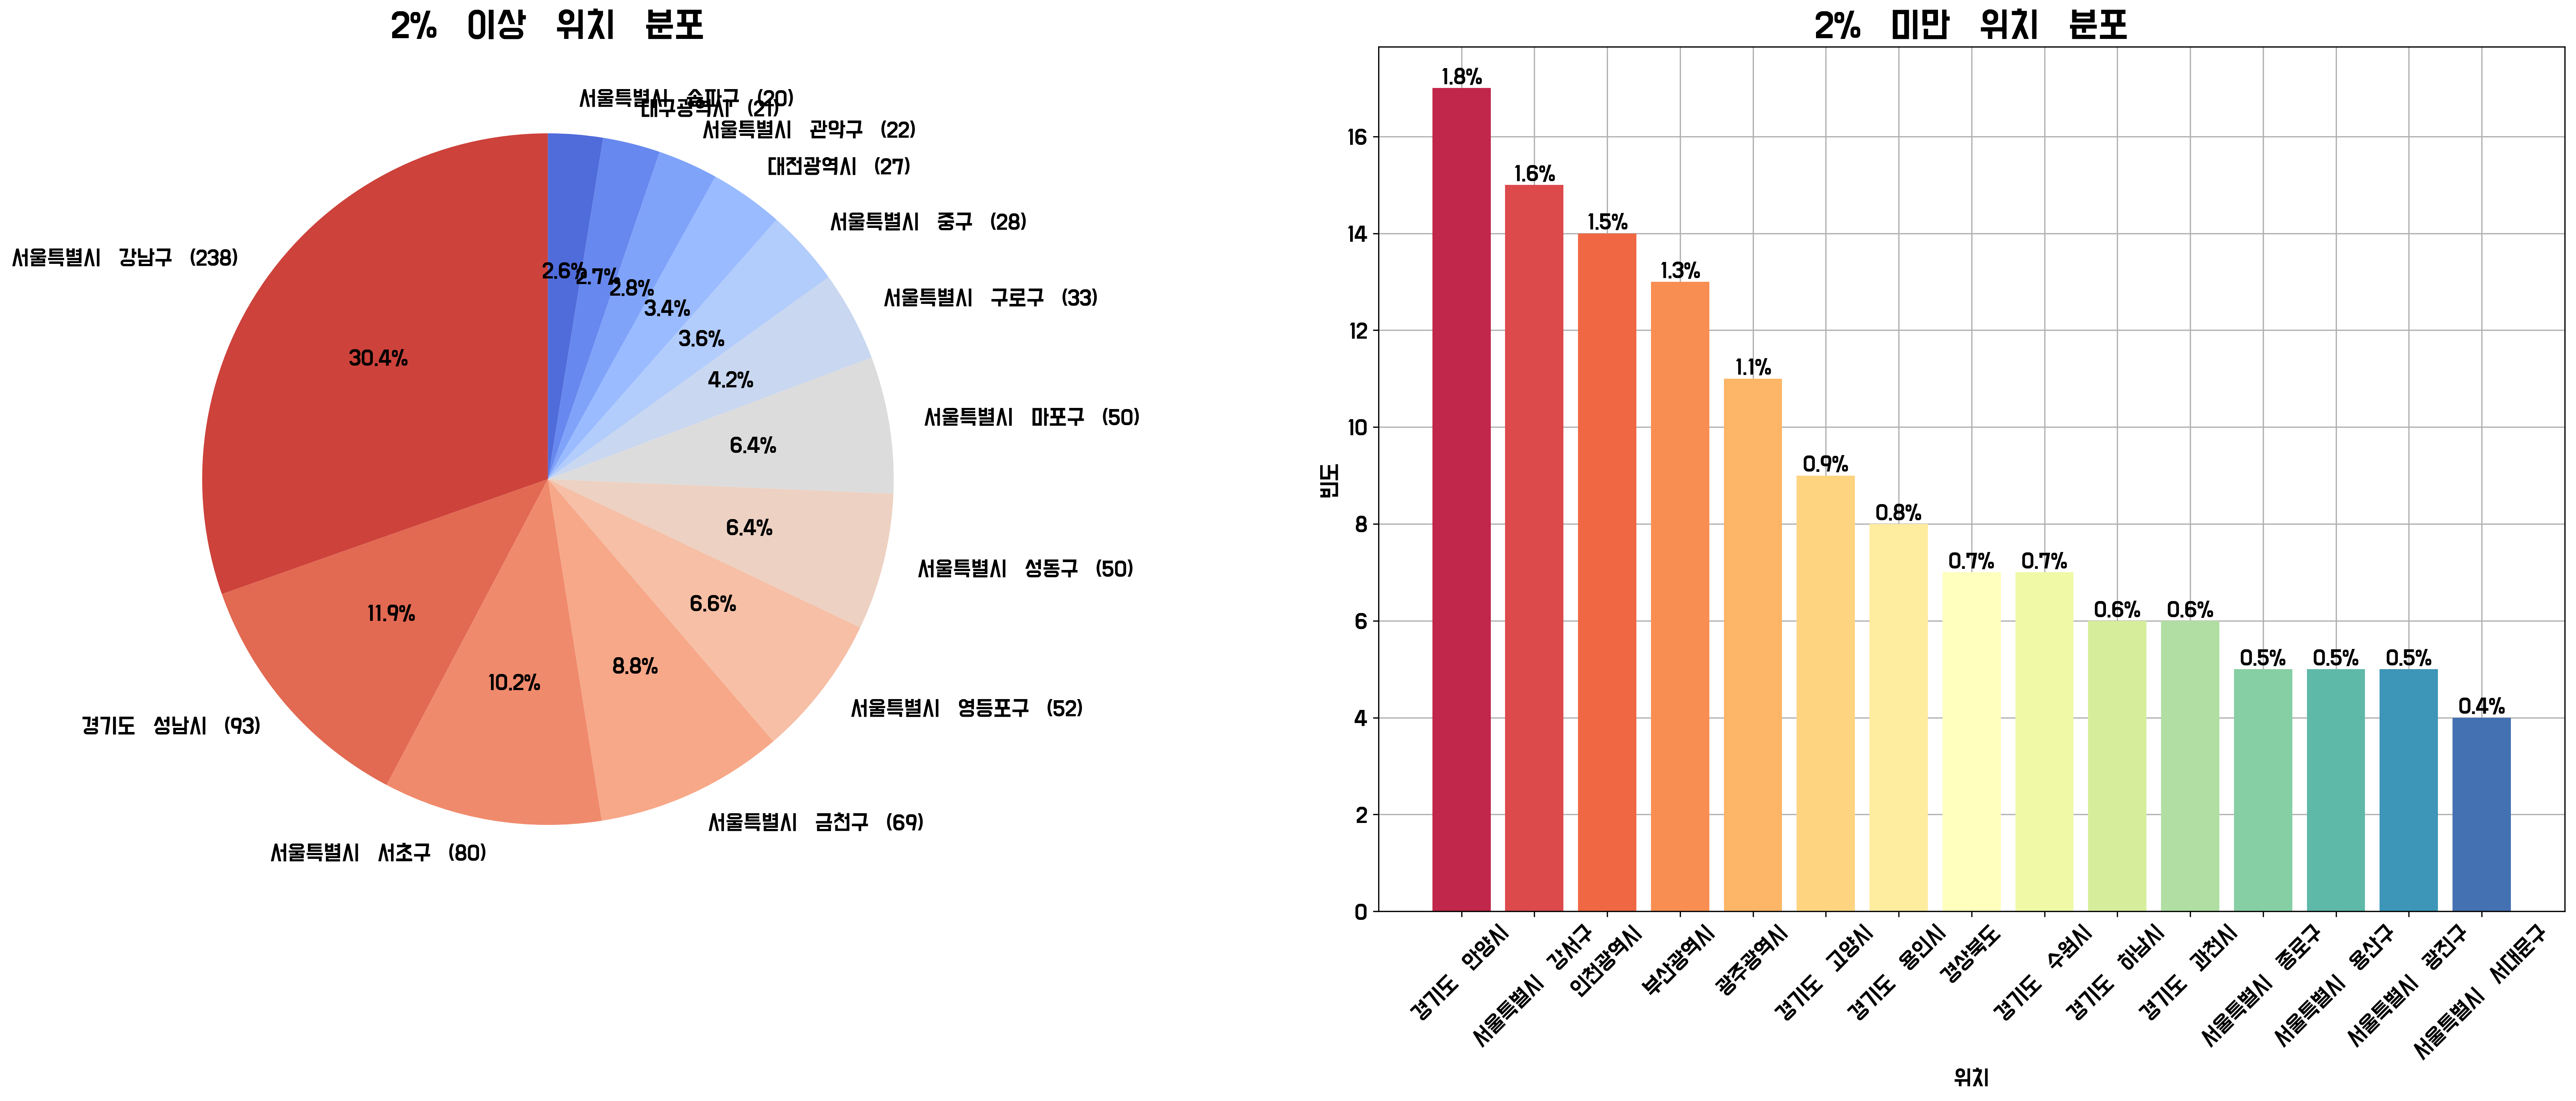 2% 이상 위치 분포
서울특별시 송파구 (20)
대구광역시 (21)
서울특별시 관악구 (22)
대전광역시 (27)
서울특별시 중구 (28)
서울특별시 구로구 (33)
서울특별시 마포구 (50)
서울특별시 성동구 (50)
서울특별시 영등포구 (52)
서울특별시 금천구 (69)
서울특별시 서초구 (80)
경기도 성남시 (93)
서울특별시 강남구 (238)
2.6%
2.7%
2.8%
3.4%
3.6%
4.2%
6.4%
6.4%
6.6%
8.8%
10.2%
11.9%
30.4%
2% 미만 위치 분포
빈도
16
14
12
10
8
6
4
2
0
1.8%
1.6%
1.5%
1.3%
1.1%
0.9%
0.8%
0.7%
0.7%
0.6%
0.6%
0.5%
0.5%
0.5%
0.4%
경기도 안양시
서울특별시 강서구
인천광역시
부산광역시
광주광역시
경기도 고양시
경기도 용인시
경상북도
경기도 수원시
경기도 하남시
경기도 과천시
서울특별시 종로구
서울특별시 용산구
서울특별시 광진구
서울특별시 서대문구
위치